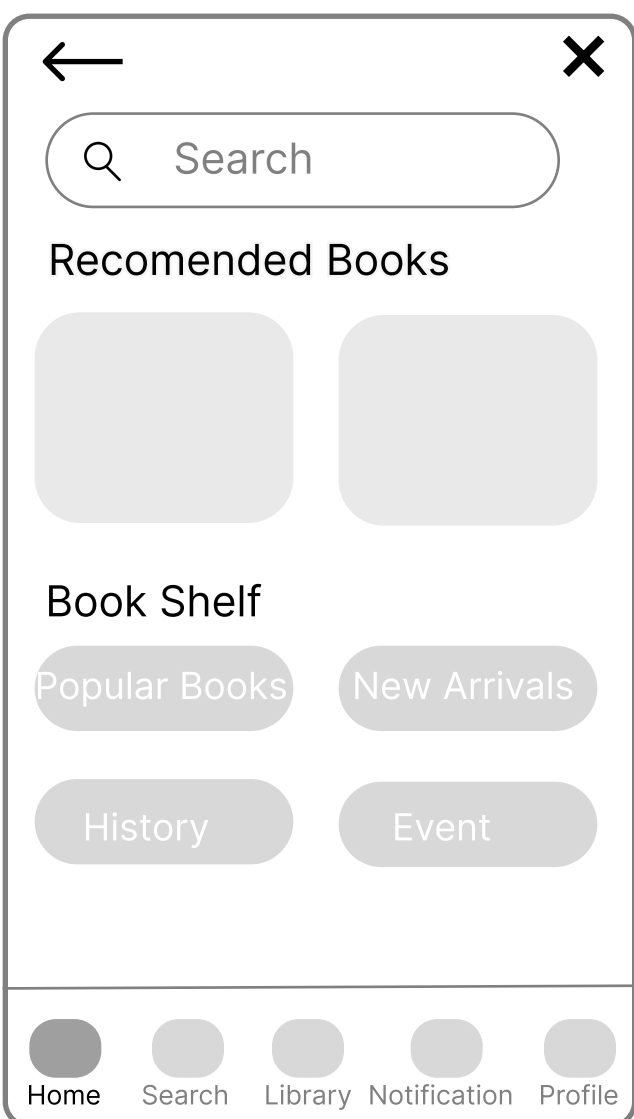 Search
Recomended Books
Book Shelf
Popular Books New Arrivals
History Event
Home Search Library Notification Profile